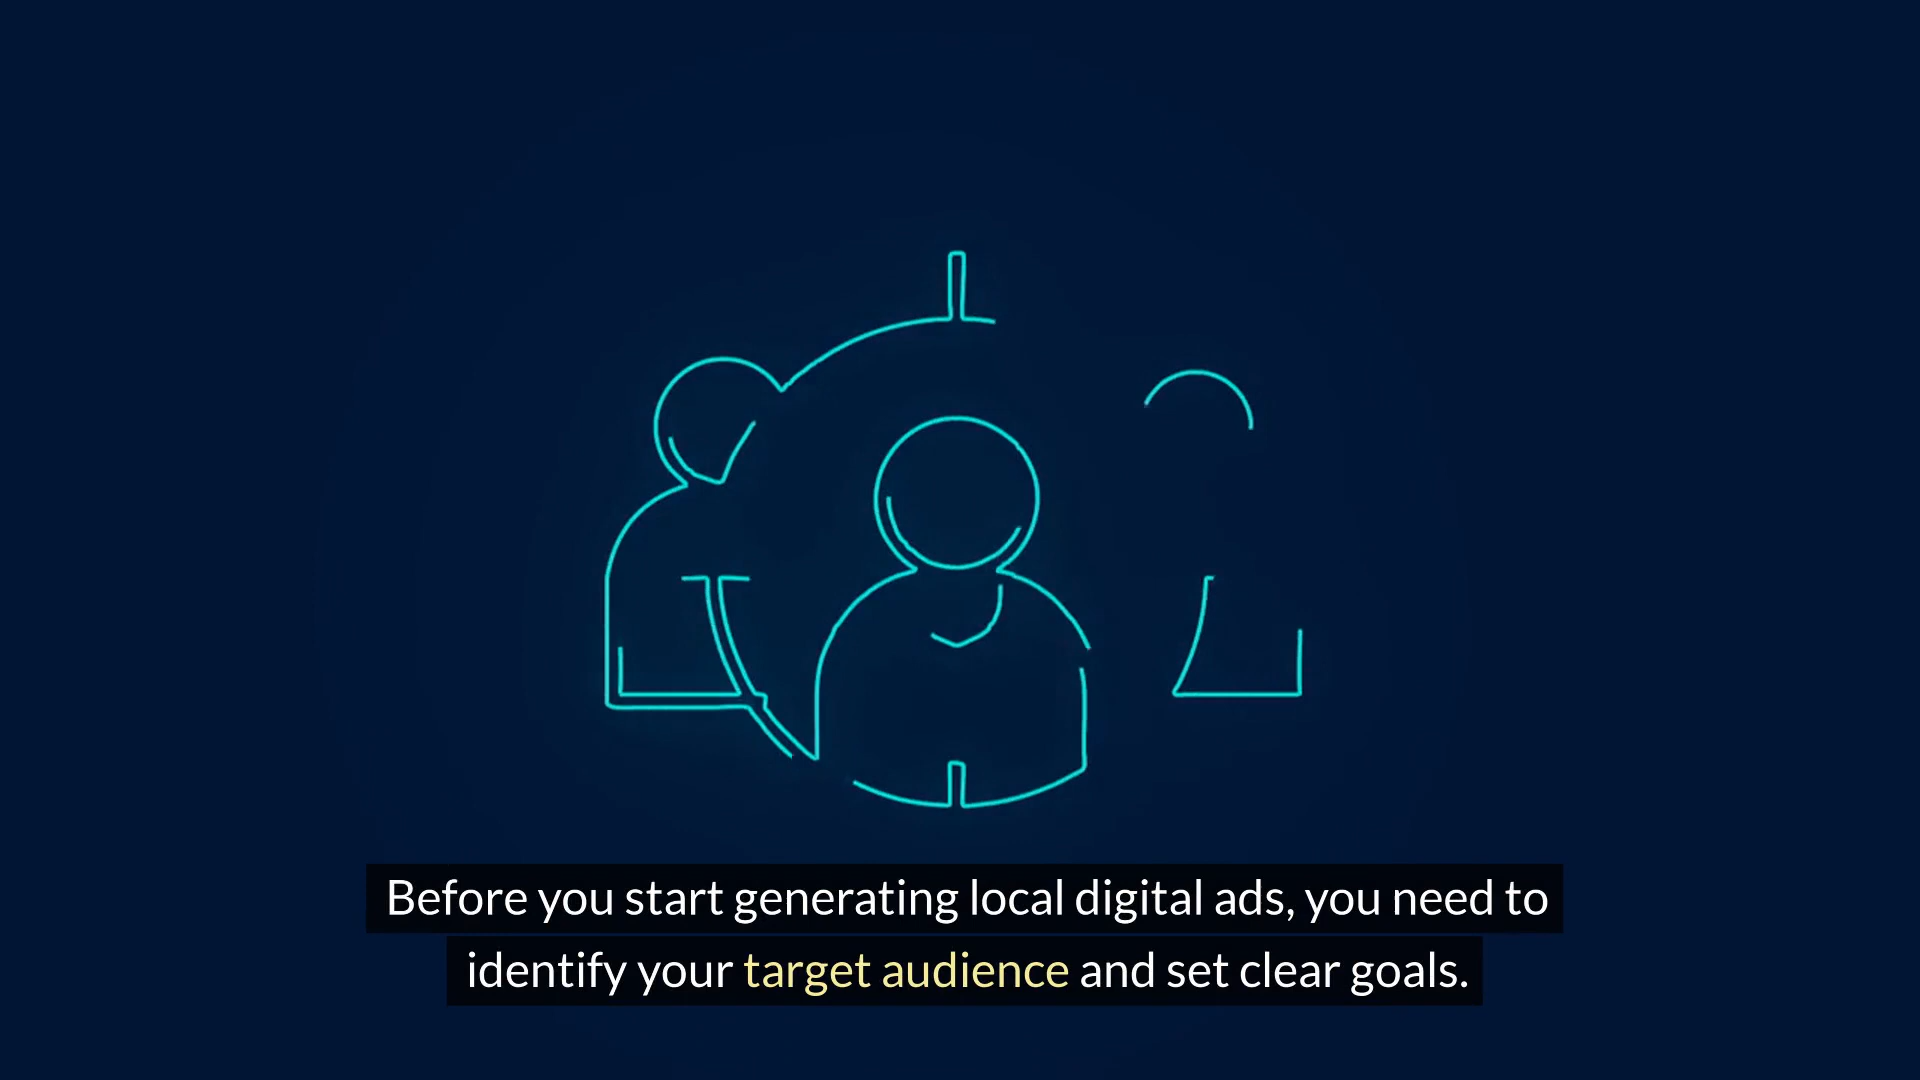 Before you start generating local digital ads, you need to
identify your target audience and set clear goals.